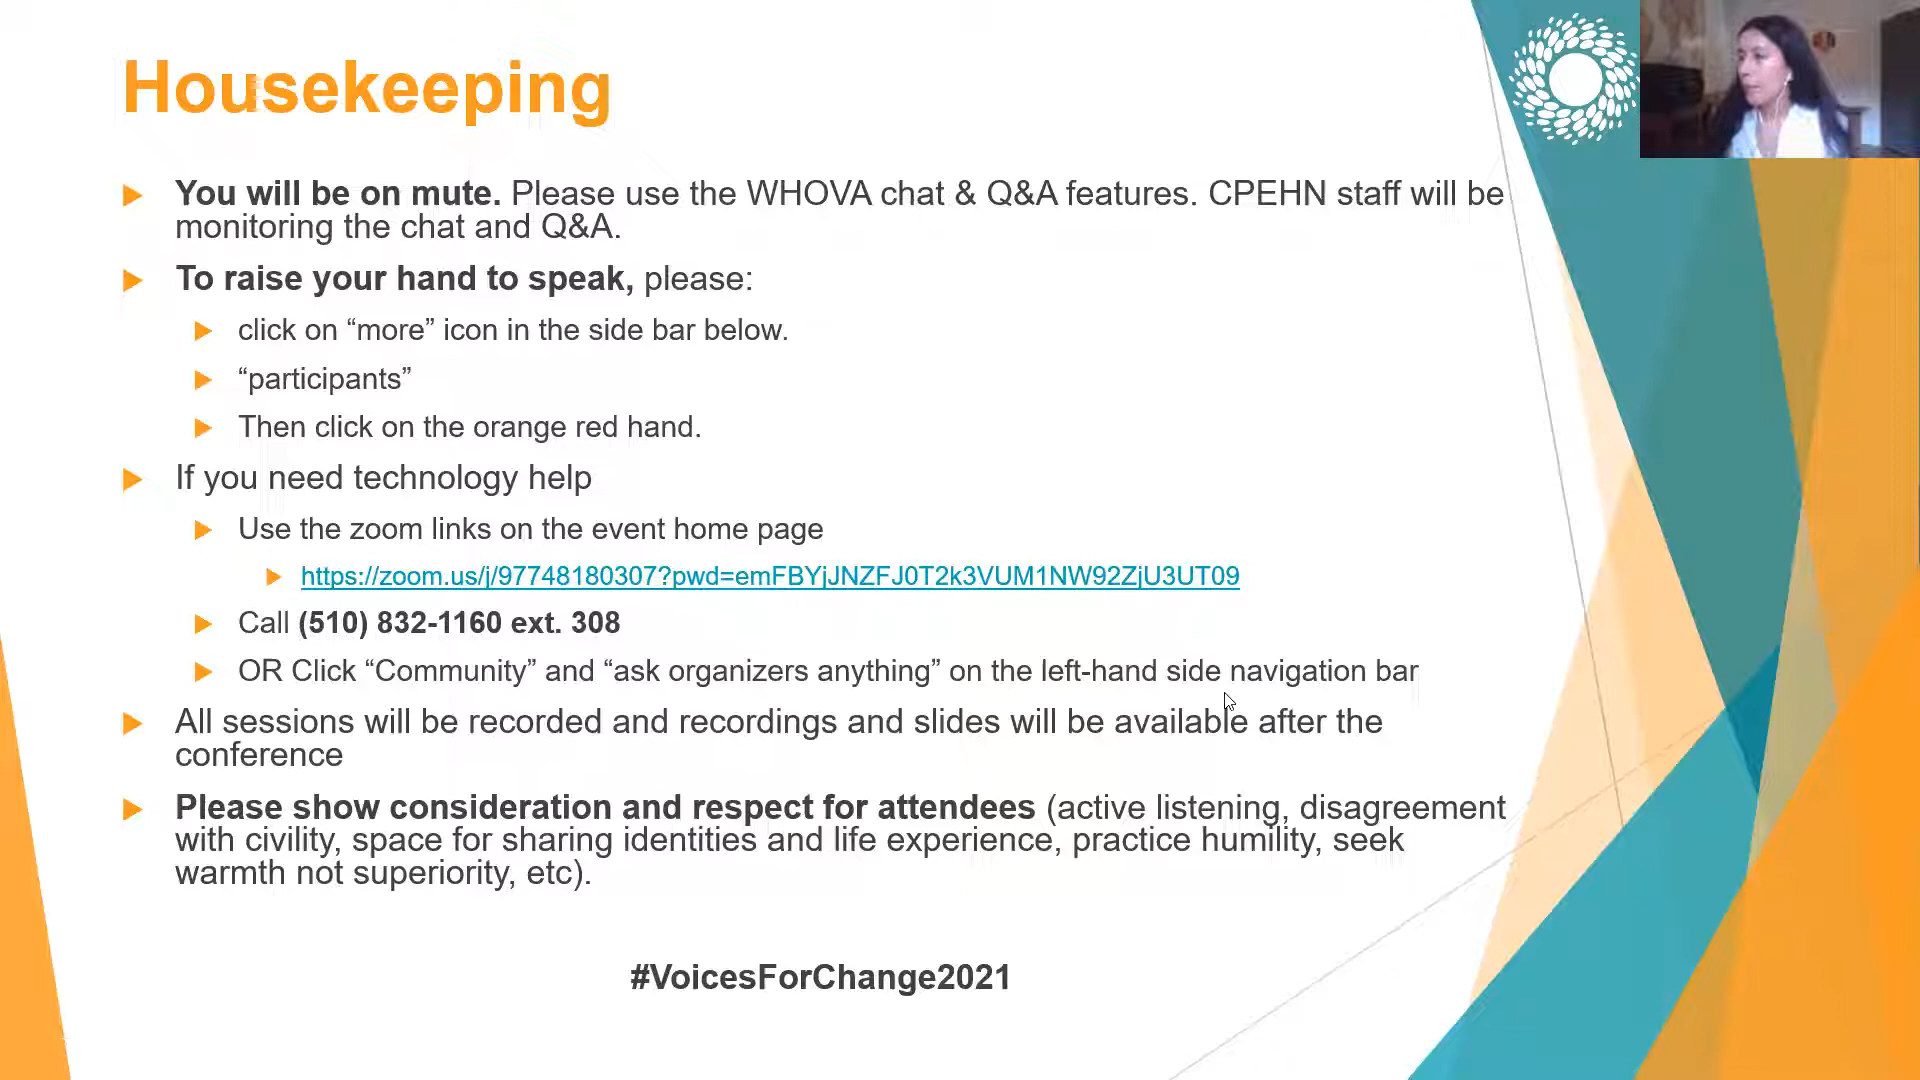 Housekeeping
You will be on mute. Please use the WHOVA chat & Q&A features. CPEHN staff will be
monitoring the chat and Q&A.
To raise your hand to speak, please:
click on “more” icon in the side bar below.
“participants”
Then click on the orange red hand.
If you need technology help
Use the zoom links on the event home page
https://zoom.us/j/97748180307?pwd=emFBYjJNZFJ0T2k3VUM1NW92ZjU3UT09
Call (510) 832-1160 ext. 308
OR Click “Community” and “ask organizers anything” on the left-hand side navigation bar
All sessions will be recorded and recordings and slides will be available after the
conference
Please show consideration and respect for attendees (active listening, disagreement
with civility, space for sharing identities and life experience, practice humility, seek
warmth not superiority, etc).
#VoicesForChange2021